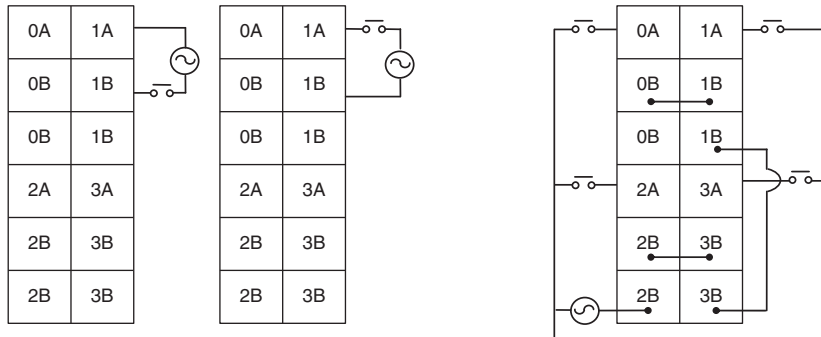 0A 1A 0A 1A 0A 1A
0B 1B 0B 1B 0B 1B
0B 1B 0B 1B 0B 1B
2A 3A 2A 3A 2A 3A
2B 3B 2B 3B 2B 3B
2B 3B 2B 3B 2B 3B